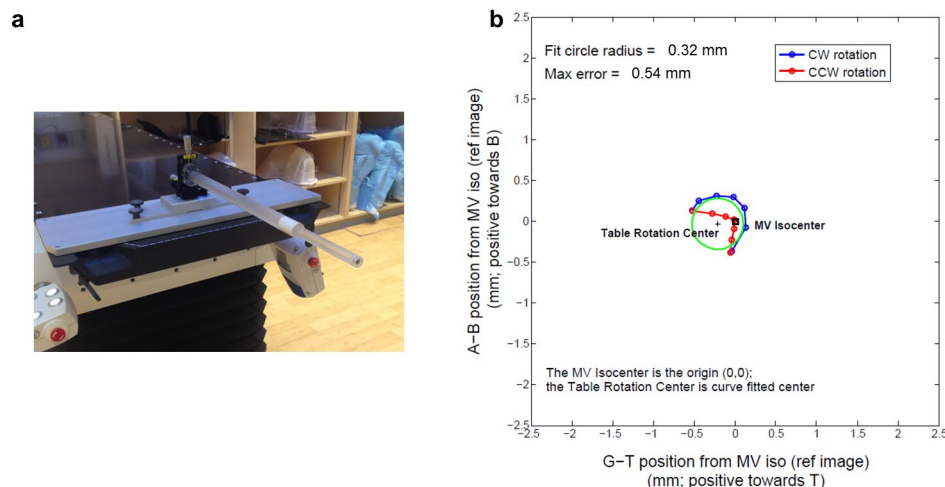 a
b
Fit circle radius = 0.32 mm
Max error = 0.54 mm
CW rotation
CCW rotation
2.5
2
1.5
1
0.5
0
−0.5
−1
−1.5
−2
−2.5
A−B position from MV iso (ref image)
(mm; positive towards B)
Table Rotation Center
MV Isocenter
The MV Isocenter is the origin (0,0);
the Table Rotation Center is curve fitted center
−2.5 −2 −1.5 −1 −0.5 0 0.5 1 1.5 2 2.5
G−T position from MV iso (ref image)
(mm; positive towards T)